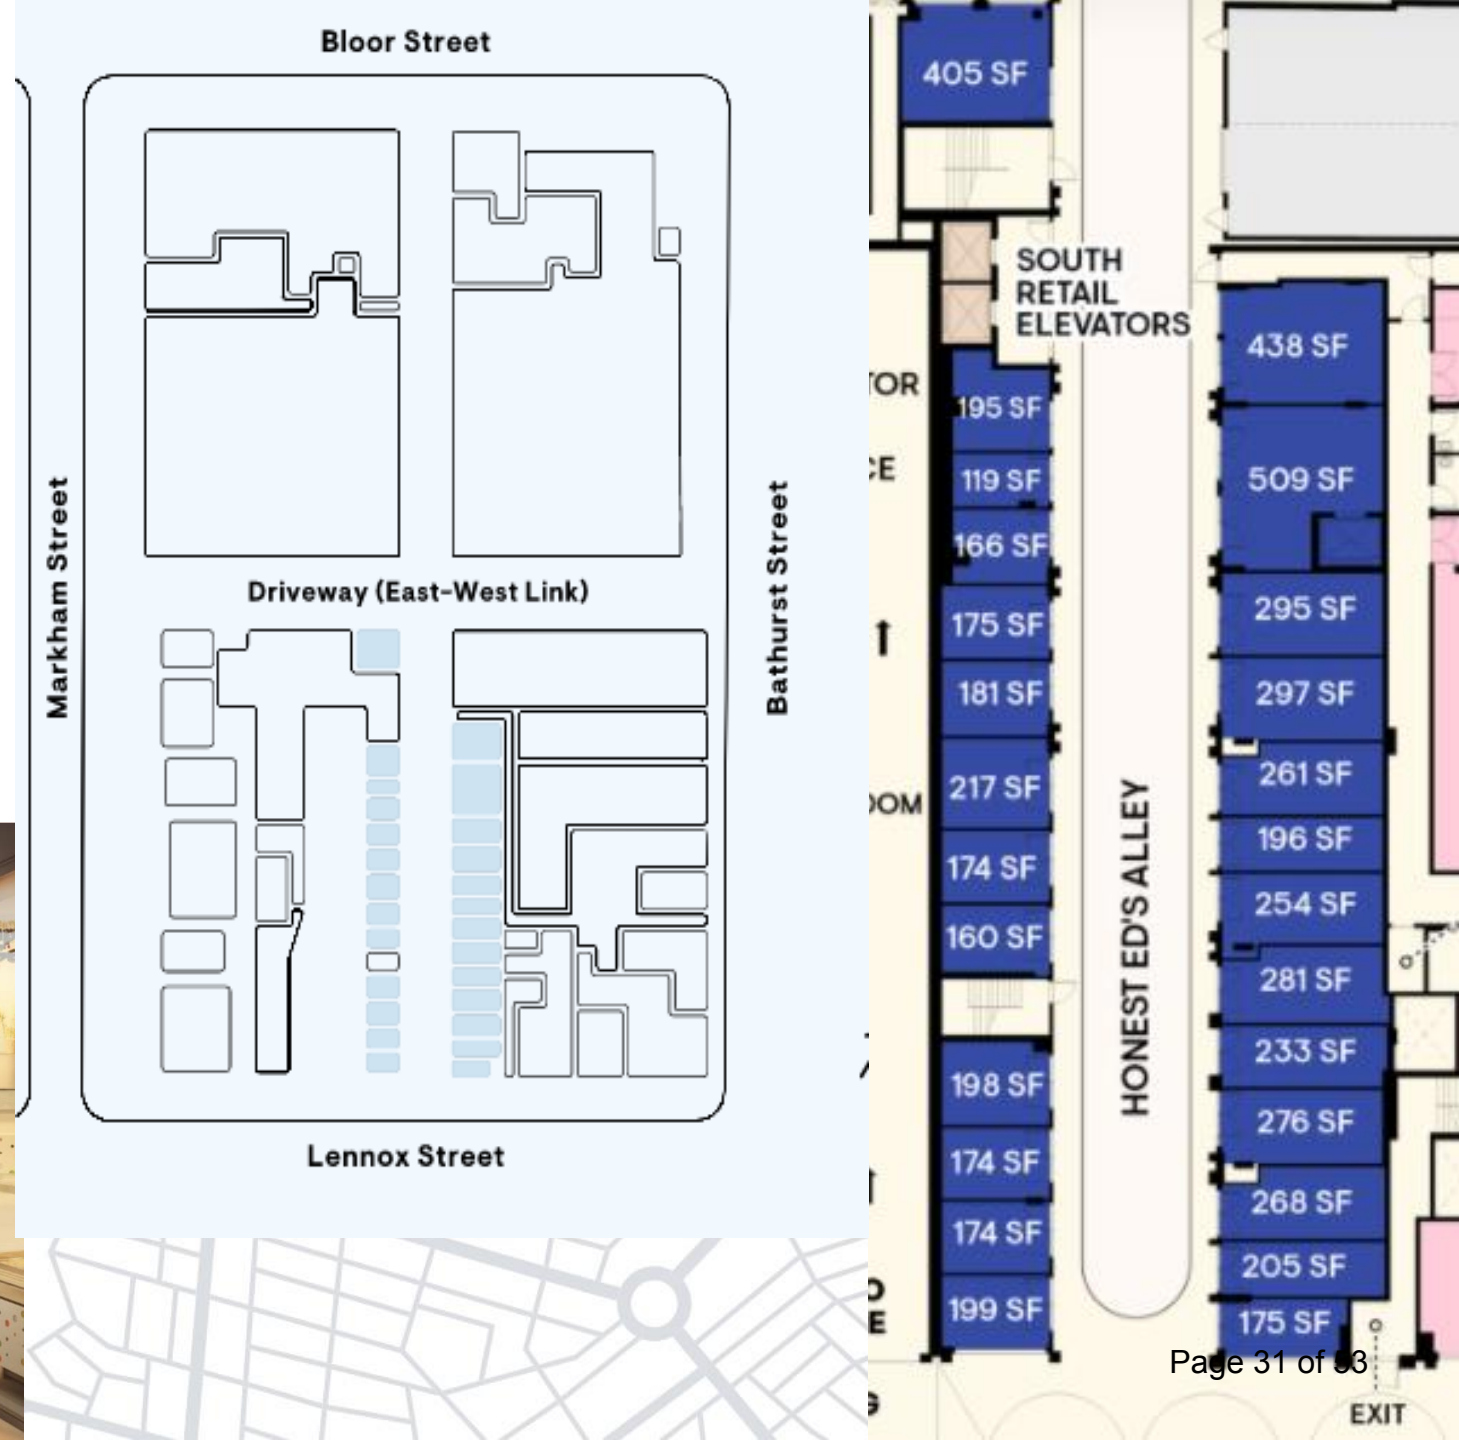 Bloor Street
Markham Street
Driveway (East-West Link)
Bathurst Street
Lennox Street
405 SF
SOUTH
RETAIL
ELEVATORS
195 SF
119 SF
166 SF
175 SF
181 SF
217 SF
174 SF
160 SF
198 SF
174 SF
174 SF
199 SF
HONEST ED'S ALLEY
438 SF
509 SF
295 SF
297 SF
261 SF
196 SF
254 SF
281 SF
233 SF
276 SF
268 SF
205 SF
175 SF
Page 31 of 53
EXIT